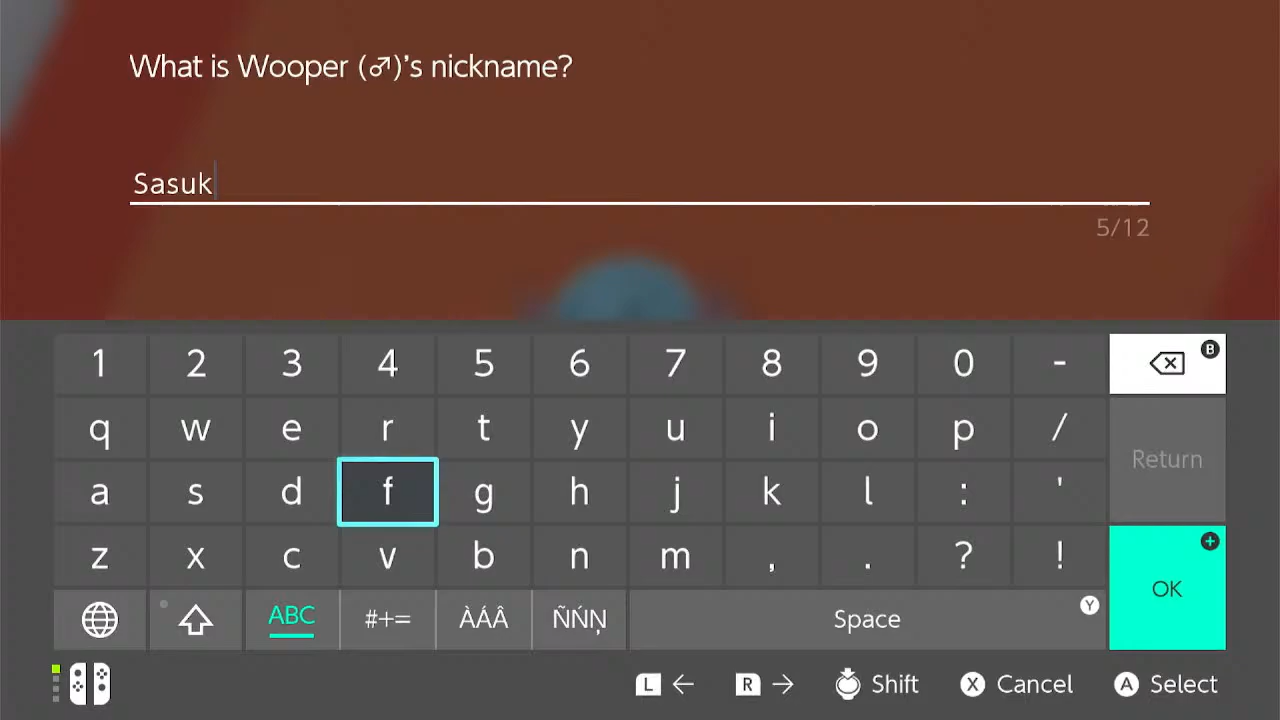 What is Wooper (♂)'s nickname?
Sasuk
5/12
1 2 3 4 5 6 7 8 9 0 - B
q w e r t y u i o p / Return
a s d f g h j k l : '
z x c v b n m , . ? ! + OK
ABC #+= ÀÁÂ ÑŃŅ Space Y
L ← R → Shift X Cancel A Select